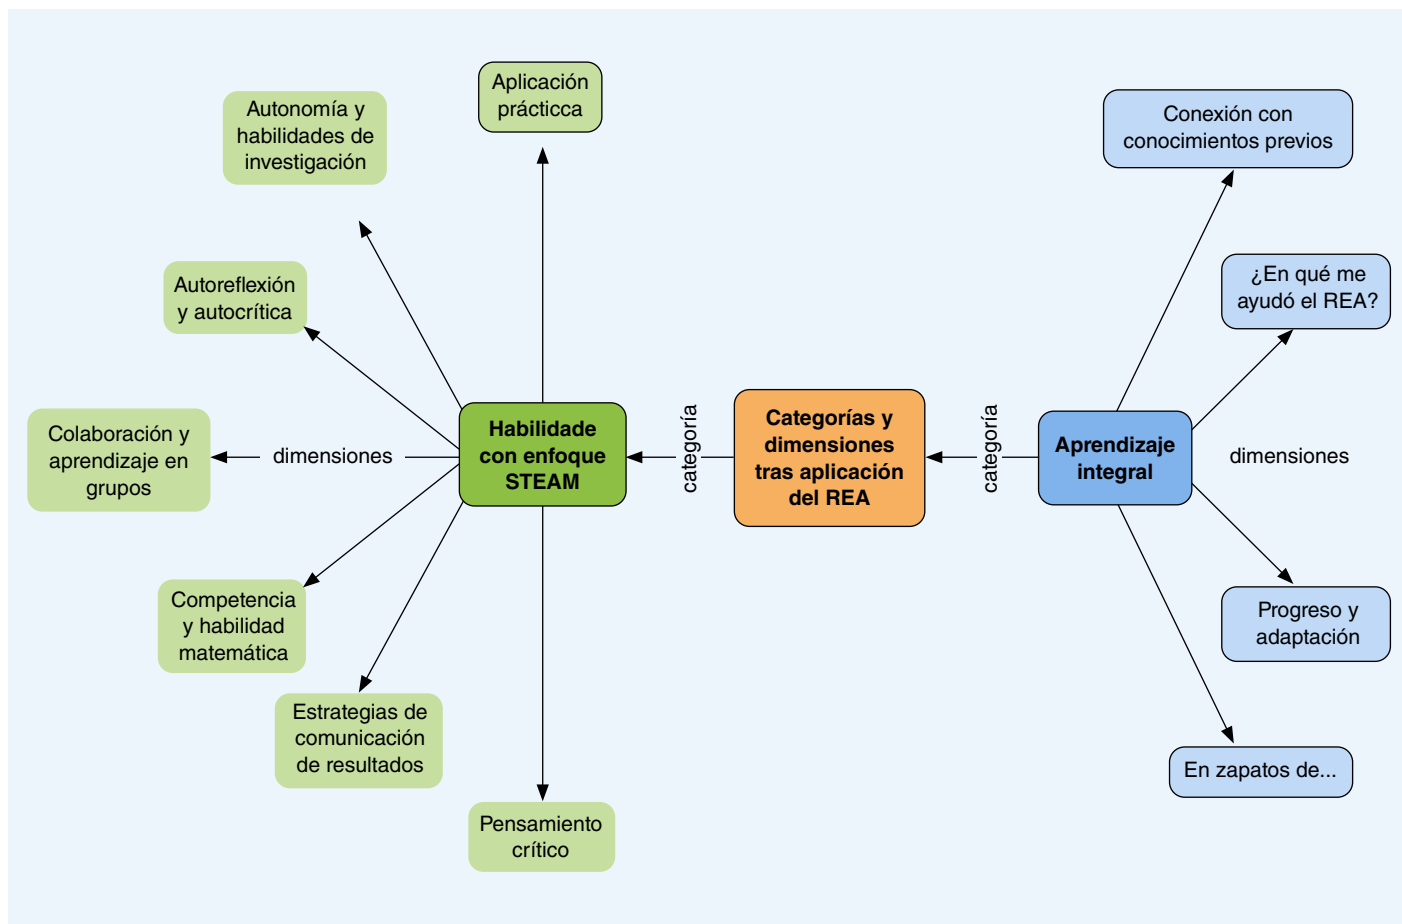 Aplicación
prácticca
Autonomía y
habilidades de
investigación
Autoreflexión
y autocrítica
Colaboración y
aprendizaje en
grupos
dimensiones
Competencia
y habilidad
matemática
Estrategias de
comunicación
de resultados
Pensamiento
crítico
Habilidade
con enfoque
STEAM
categoría
Categorías y
dimensiones
tras aplicación
del REA
categoría
Aprendizaje
integral
Conexión con
conocimientos previos
¿En qué me
ayudó el REA?
dimensiones
Progreso y
adaptación
En zapatos de...